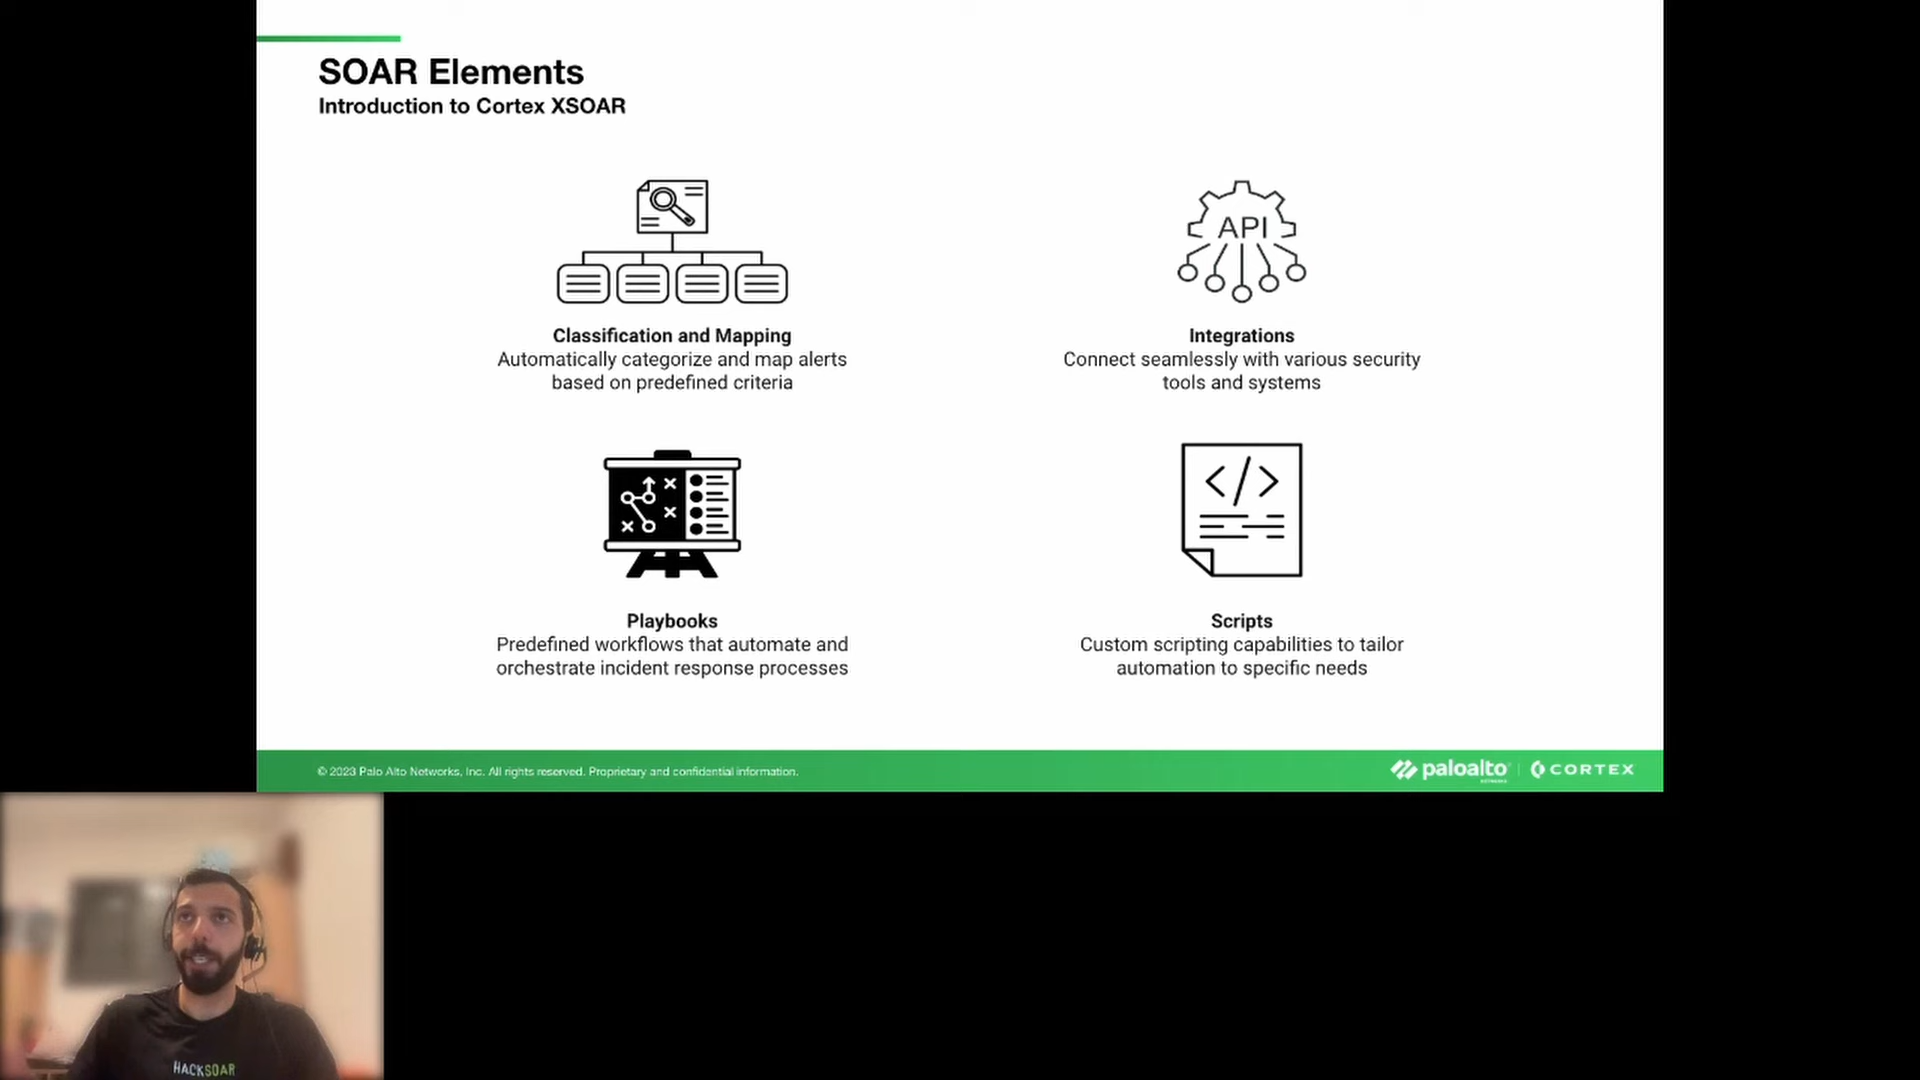 SOAR Elements
Introduction to Cortex XSOAR
API
Classification and Mapping
Automatically categorize and map alerts
based on predefined criteria
Integrations
Connect seamlessly with various security
tools and systems
</>
Playbooks
Predefined workflows that automate and
orchestrate incident response processes
Scripts
Custom scripting capabilities to tailor
automation to specific needs
© 2023 Palo Alto Networks, Inc. All rights reserved. Proprietary and confidential information.
paloalto
NETWORKS
CORTEX
HACKSOAR